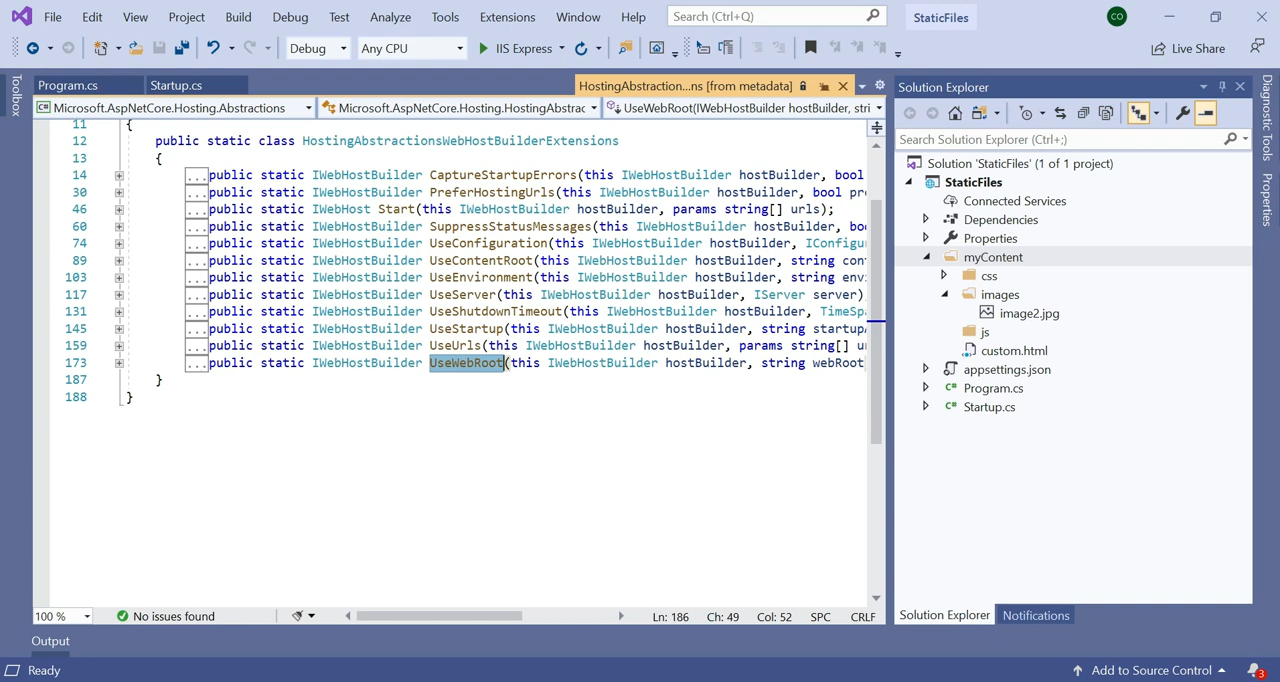 File Edit View Project Build Debug Test Analyze Tools Extensions Window Help Search (Ctrl+Q) StaticFiles CO
Debug Any CPU IIS Express Live Share
Toolbox
Program.cs Startup.cs HostingAbstraction...ns [from metadata]
Microsoft.AspNetCore.Hosting.Abstractions Microsoft.AspNetCore.Hosting.HostingAbstrac UseWebRoot(IWebHostBuilder hostBuilder, stri
11 {
12 public static class HostingAbstractionsWebHostBuilderExtensions
13 {
14 ...public static IWebHostBuilder CaptureStartupErrors(this IWebHostBuilder hostBuilder, bool
30 ...public static IWebHostBuilder PreferHostingUrls(this IWebHostBuilder hostBuilder, bool pre
46 ...public static IWebHost Start(this IWebHostBuilder hostBuilder, params string[] urls);
60 ...public static IWebHostBuilder SuppressStatusMessages(this IWebHostBuilder hostBuilder, boo
74 ...public static IWebHostBuilder UseConfiguration(this IWebHostBuilder hostBuilder, IConfigur
89 ...public static IWebHostBuilder UseContentRoot(this IWebHostBuilder hostBuilder, string con
103 ...public static IWebHostBuilder UseEnvironment(this IWebHostBuilder hostBuilder, string envi
117 ...public static IWebHostBuilder UseServer(this IWebHostBuilder hostBuilder, IServer server)
131 ...public static IWebHostBuilder UseShutdownTimeout(this IWebHostBuilder hostBuilder, TimeSpa
145 ...public static IWebHostBuilder UseStartup(this IWebHostBuilder hostBuilder, string startupA
159 ...public static IWebHostBuilder UseUrls(this IWebHostBuilder hostBuilder, params string[] ur
173 ...public static IWebHostBuilder UseWebRoot(this IWebHostBuilder hostBuilder, string webRoot
187 }
188 }
100 % No issues found Ln: 186 Ch: 49 Col: 52 SPC CRLF
Output
Solution Explorer
Search Solution Explorer (Ctrl+;)
Solution 'StaticFiles' (1 of 1 project)
StaticFiles
Connected Services
Dependencies
Properties
myContent
css
images
image2.jpg
js
custom.html
appsettings.json
Program.cs
Startup.cs
Solution Explorer Notifications
Diagnostic Tools
Properties
Ready Add to Source Control 3